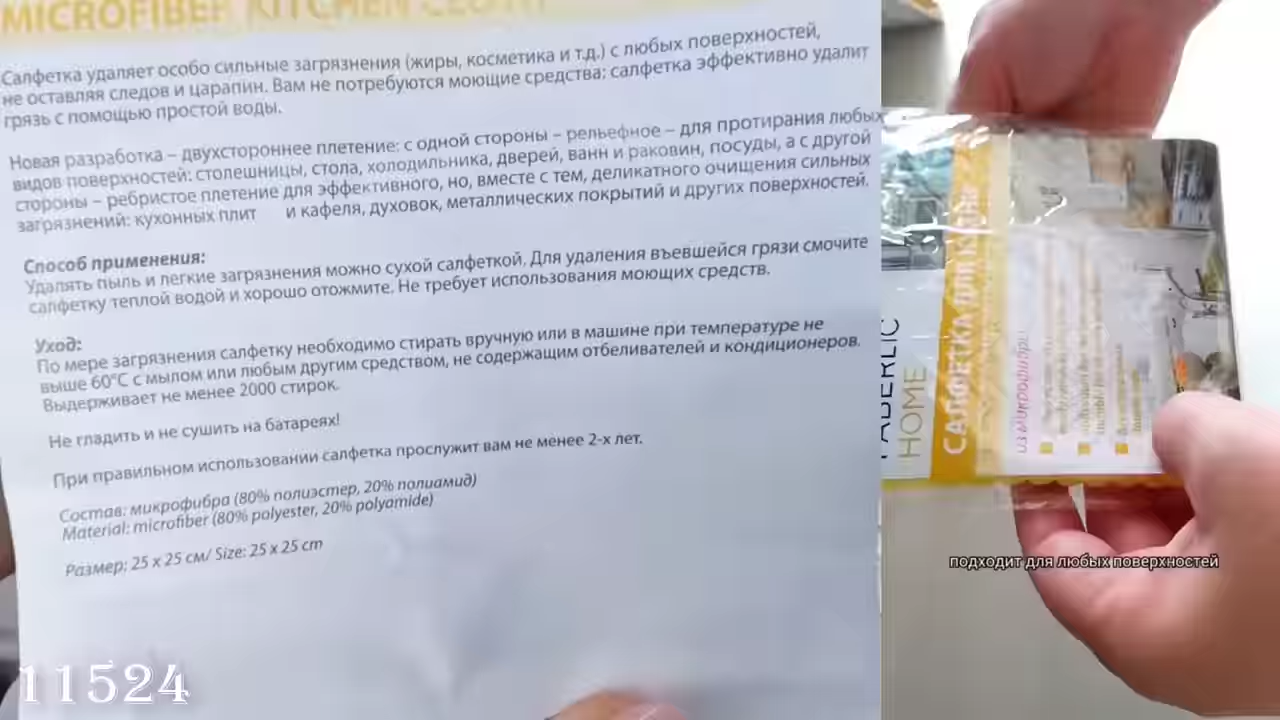 MICROFIBER KITCHEN CLOTH
Салфетка удаляет особо сильные загрязнения (жиры, косметика и т.д.) с любых поверхностей,
не оставляя следов и царапин. Вам не потребуются моющие средства: салфетка эффективно удалит
грязь с помощью простой воды.
Новая разработка – двухстороннее плетение: с одной стороны – рельефное – для протирания любых
видов поверхностей: столешницы, стола, холодильника, дверей, ванн и раковин, посуды, а с другой
стороны – ребристое плетение для эффективного, но, вместе с тем, деликатного очищения сильных
загрязнений: кухонных плит и кафеля, духовок, металлических покрытий и других поверхностей.
Способ применения:
Удалять пыль и легкие загрязнения можно сухой салфеткой. Для удаления въевшейся грязи смочите
салфетку теплой водой и хорошо отожмите. Не требует использования моющих средств.
Уход:
По мере загрязнения салфетку необходимо стирать вручную или в машине при температуре не
выше 60°C с мылом или любым другим средством, не содержащим отбеливателей и кондиционеров.
Выдерживает не менее 2000 стирок.
Не гладить и не сушить на батареях!
При правильном использовании салфетка прослужит вам не менее 2-х лет.
Состав: микрофибра (80% полиэстер, 20% полиамид)
Material: microfiber (80% polyester, 20% polyamide)
Размер: 25 x 25 см/ Size: 25 x 25 cm
11524
FABERLIC
HOME
САЛФЕТКА ДЛЯ КУХНИ
из микрофибры
подходит для любых поверхностей